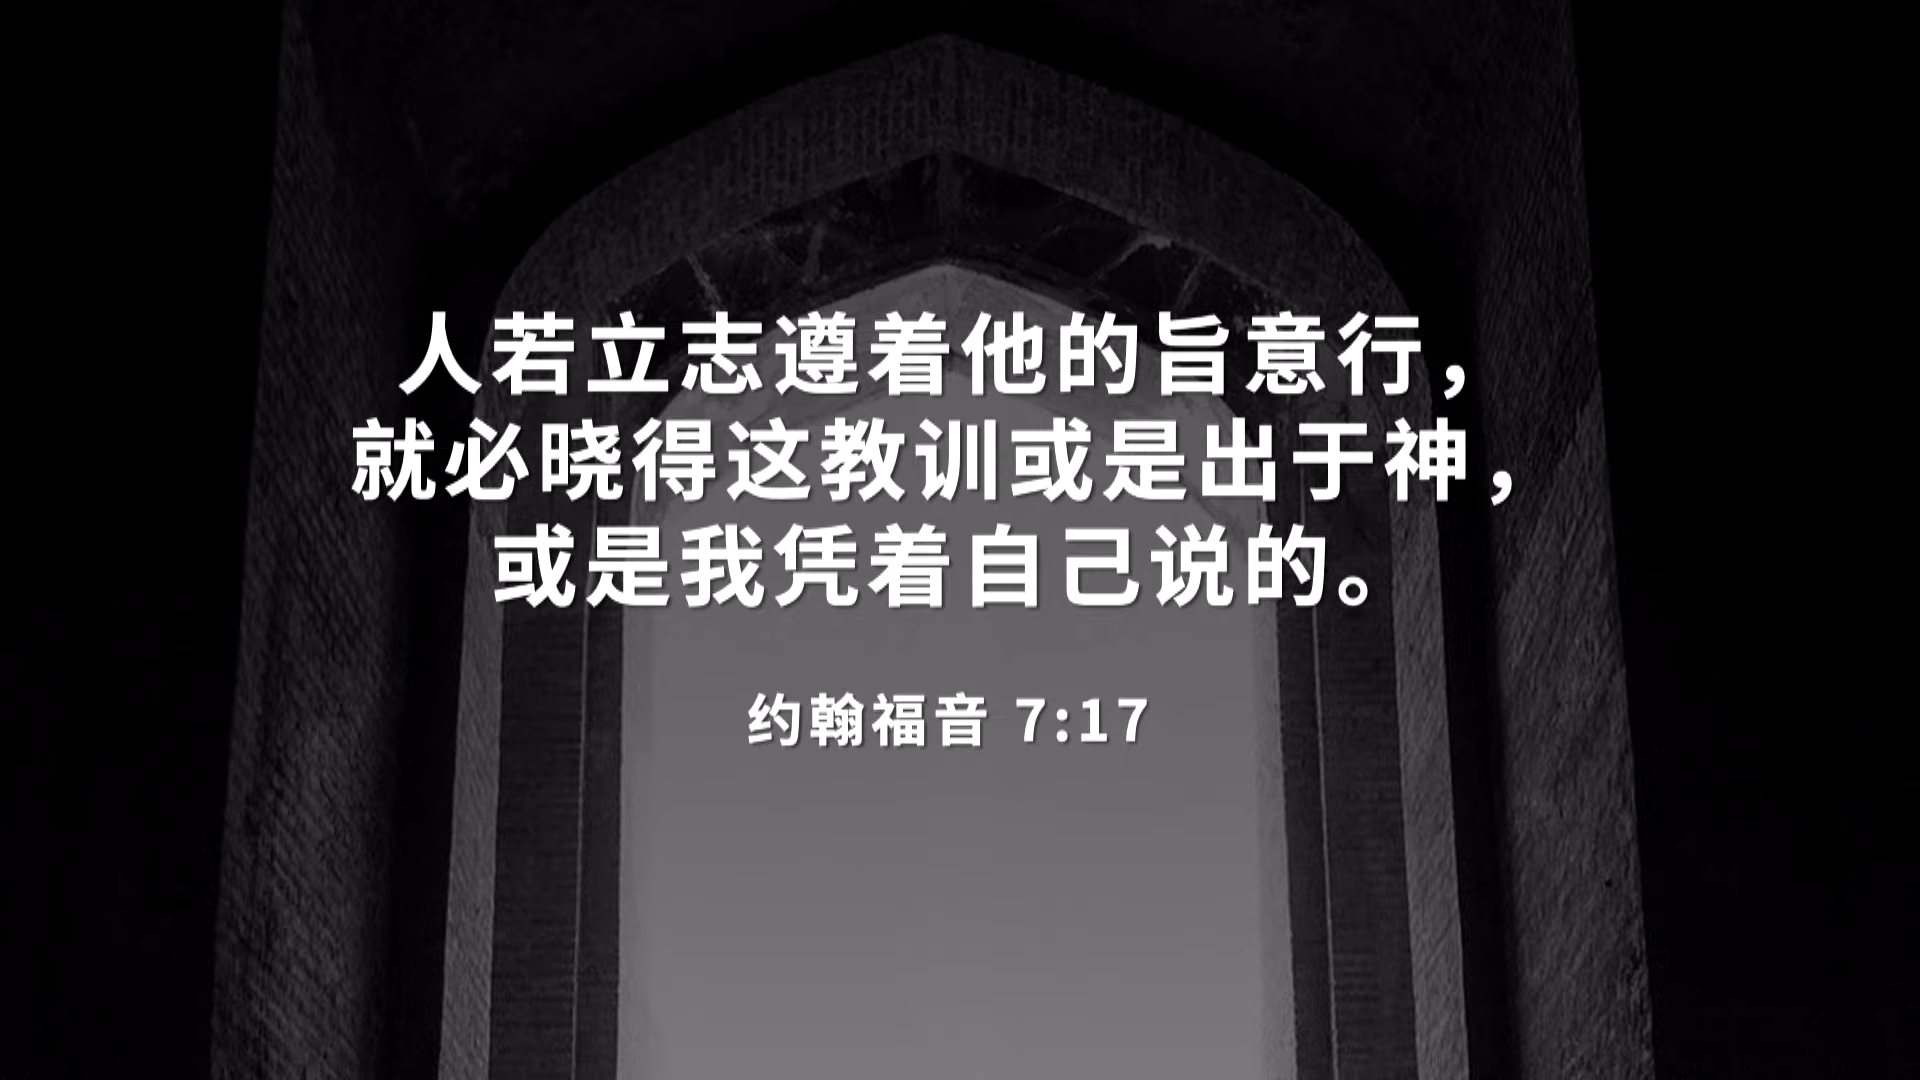 人若立志遵着他的旨意行，
就必晓得这教训或是出于神，
或是我凭着自己说的。
约翰福音 7:17